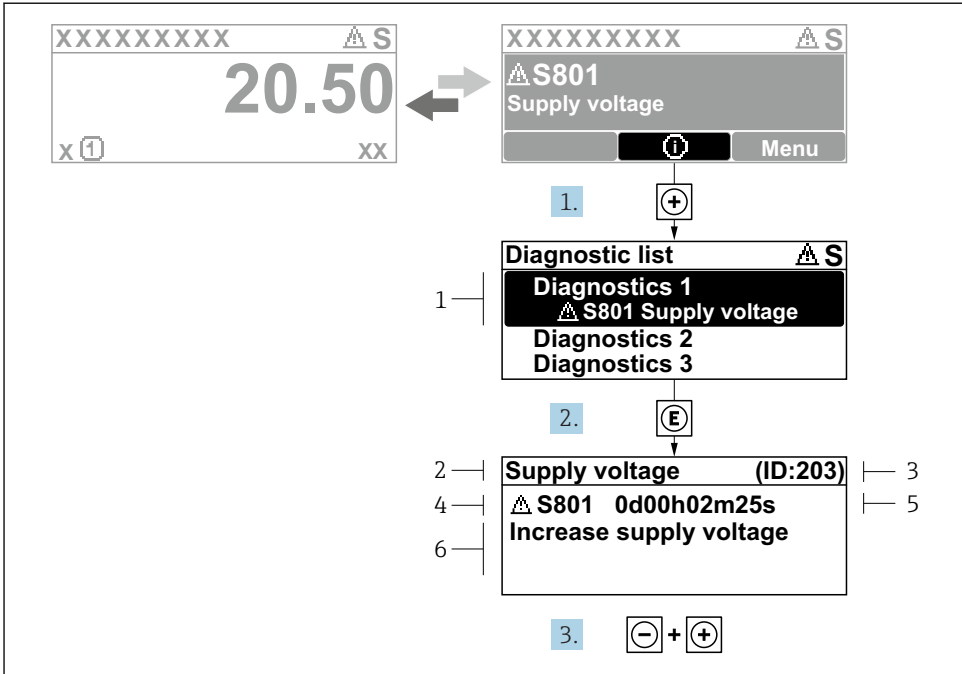 XXXXXXXXX ⚠ S
20.50
x ① XX
XXXXXXXXX ⚠ S
⚠S801
Supply voltage
ⓘ Menu
1. ⊕
Diagnostic list ⚠ S
1
Diagnostics 1
⚠ S801 Supply voltage
Diagnostics 2
Diagnostics 3
2. Ⓔ
2 Supply voltage (ID:203) 3
4 ⚠ S801 0d00h02m25s 5
6 Increase supply voltage
3. ⊖ + ⊕